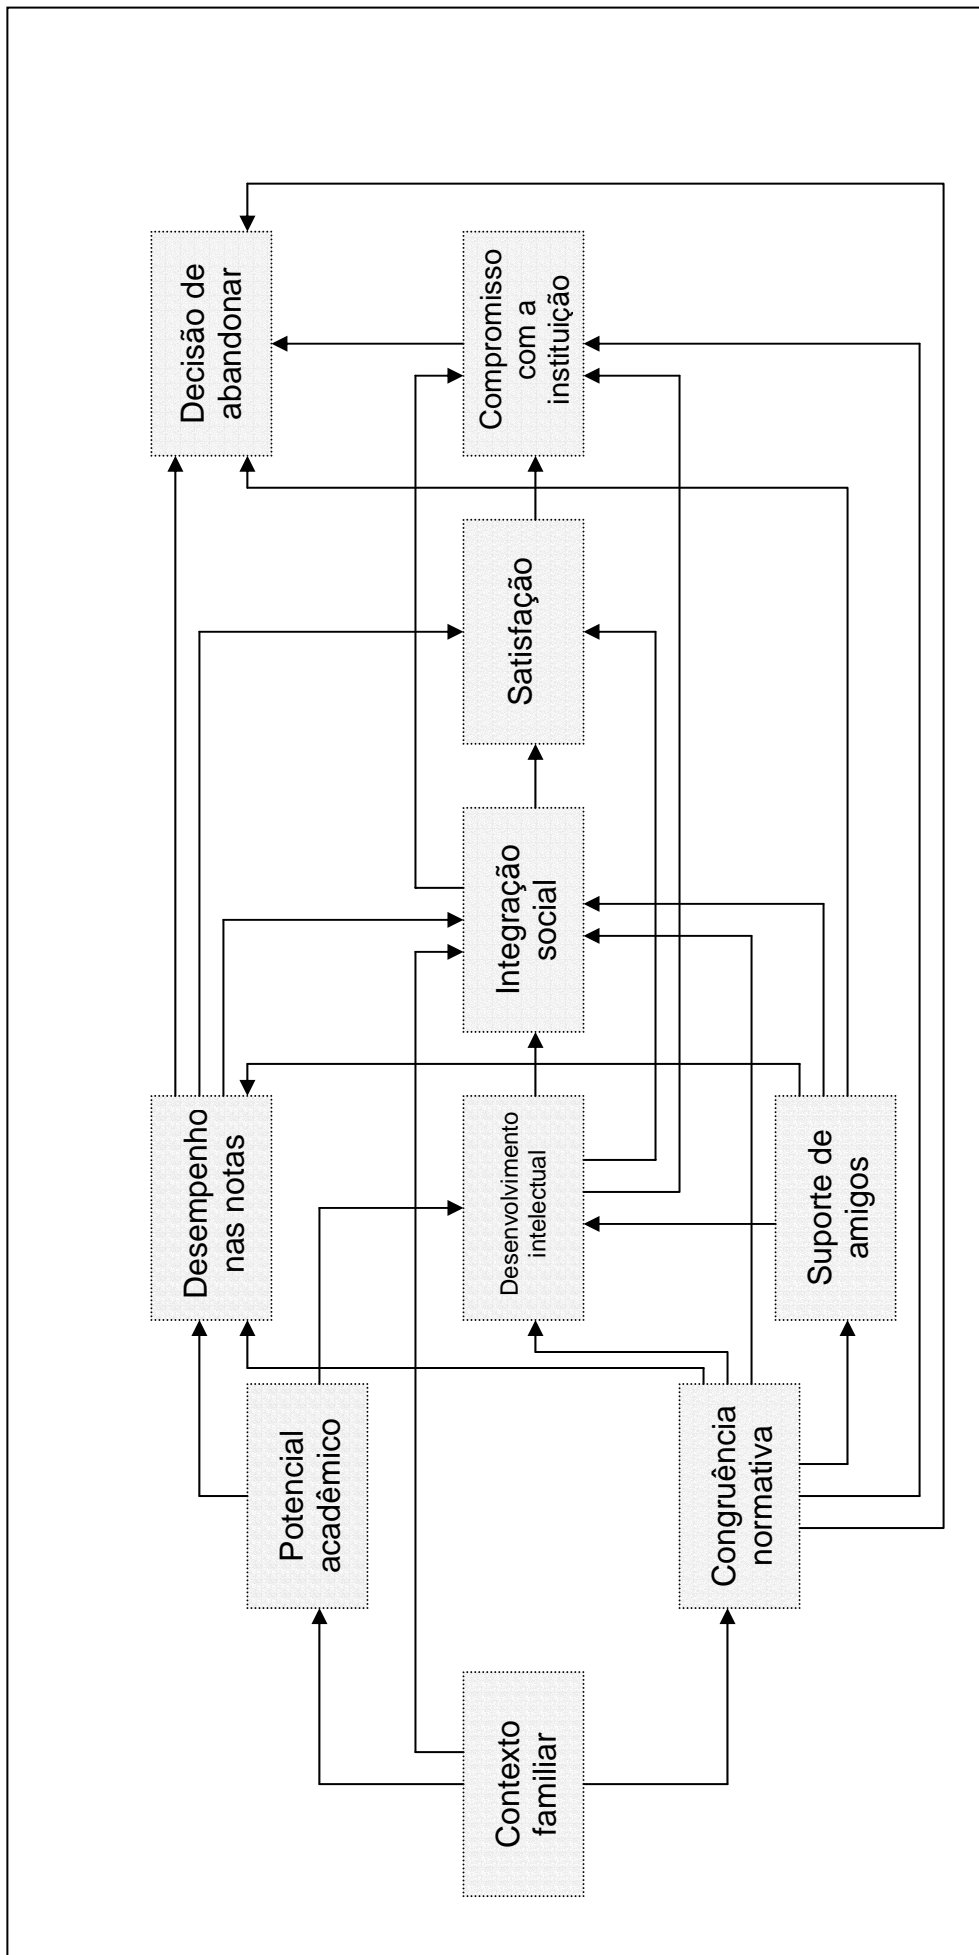 Contexto
familiar
Potencial
acadêmico
Congruência
normativa
Desempenho
nas notas
Desenvolvimento
intelectual
Suporte de
amigos
Integração
social
Satisfação
Decisão de
abandonar
Compromisso
com a
instituição